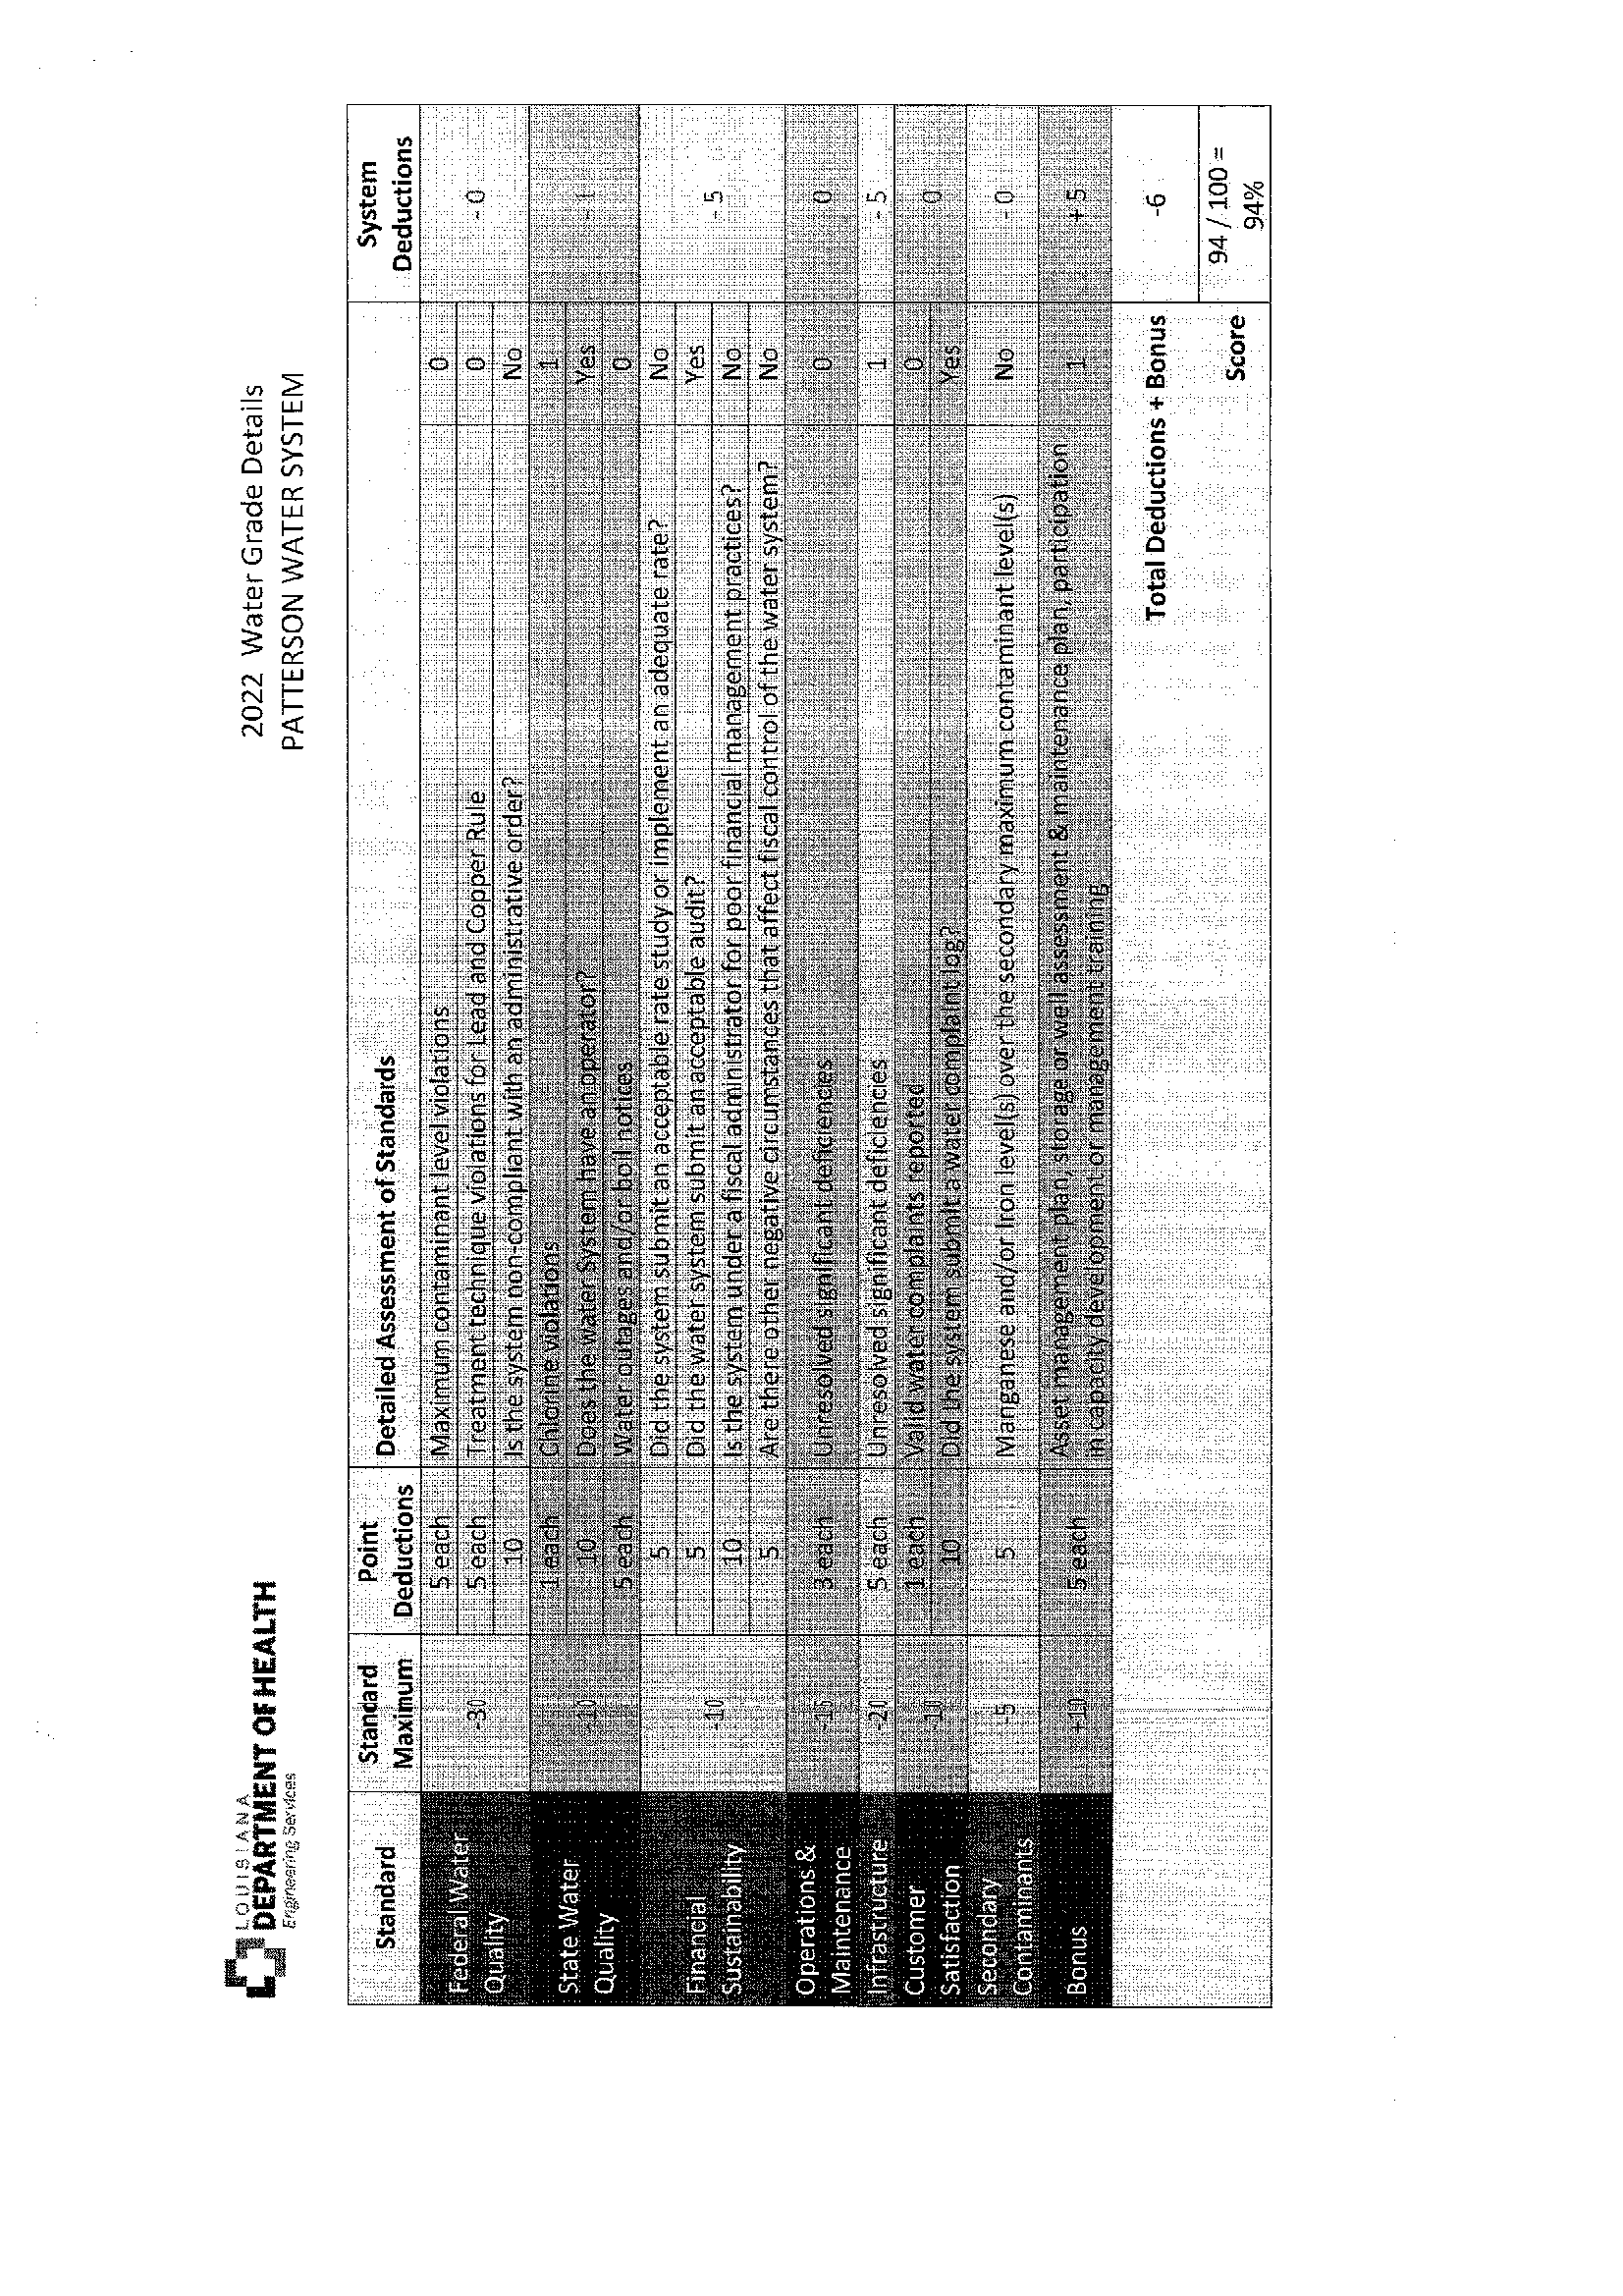 LOUISIANA
DEPARTMENT OF HEALTH
Engineering Services
2022 Water Grade Details
PATTERSON WATER SYSTEM
Standard Standard Maximum Point Deductions Detailed Assessment of Standards System Deductions
Federal Water Quality -30 - 0
5 each Maximum contaminant level violations 0
5 each Treatment technique violations for Lead and Copper Rule 0
10 Is the system non-compliant with an administrative order? No
State Water Quality -10 - 1
1 each Chlorine violations 1
10 Does the water System have an operator? Yes
5 each Water outages and/or boil notices 0
Financial Sustainability -10 - 5
5 Did the system submit an acceptable rate study or implement an adequate rate? No
5 Did the water system submit an acceptable audit? Yes
10 Is the system under a fiscal administrator for poor financial management practices? No
5 Are there other negative circumstances that affect fiscal control of the water system? No
Operations & Maintenance 3 each Unresolved significant deficiencies 0 0
Infrastructure -20 5 each Unresolved significant deficiencies 1 - 5
Customer Satisfaction -10 0
1 each Valid water complaints reported 0
10 Did the system submit a water complaint log? Yes
Secondary Contaminants -5 5 Manganese and/or Iron level(s) over the secondary maximum contaminant level(s) No - 0
Bonus +10 5 each Asset management plan, storage or well assessment & maintenance plan, participation 1 + 5
in capacity development or management training
Total Deductions + Bonus -6
Score 94 / 100 =
94%